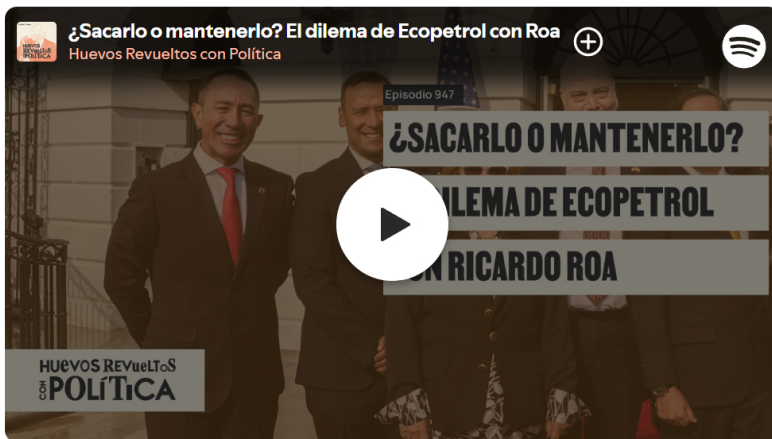 ¿Sacarlo o mantenerlo? El dilema de Ecopetrol con Roa
Huevos Revueltos con Política
Episodio 947
¿SACARLO O MANTENERLO?
ILEMA DE ECOPETROL
N RICARDO ROA
HUeVOS REVUeLToS
CON POLíTICA